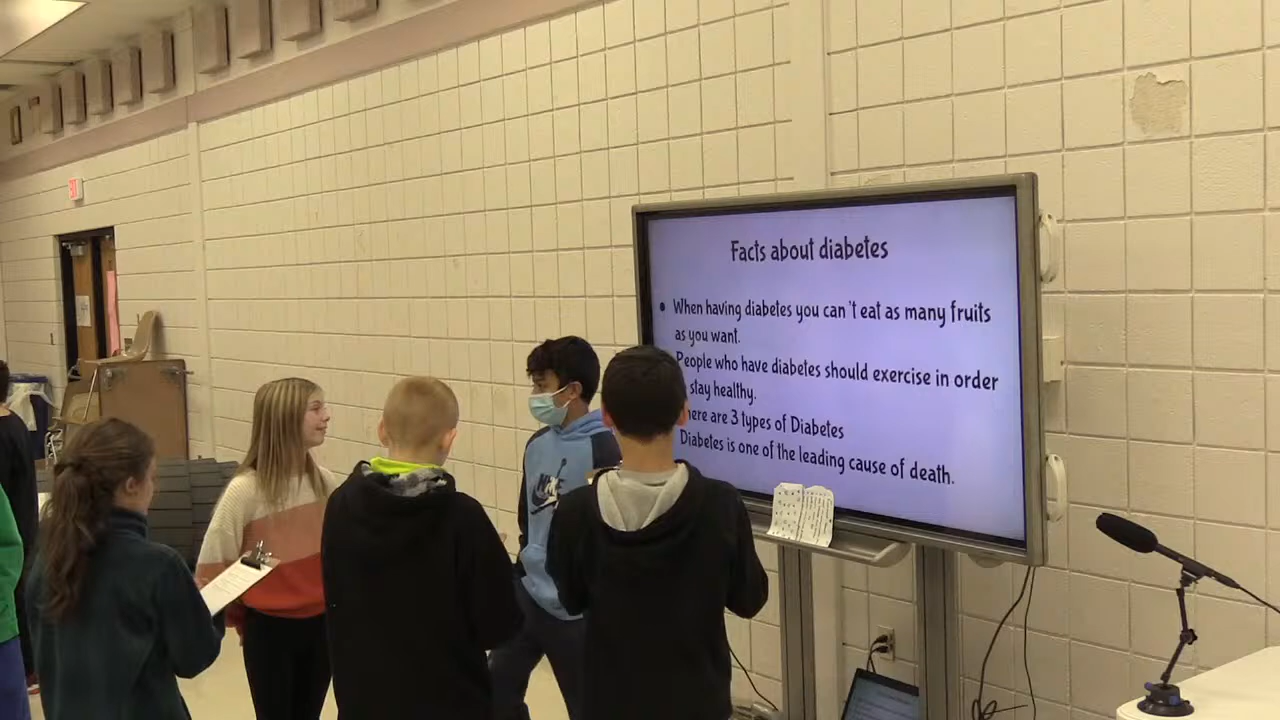 Facts about diabetes
• When having diabetes you can 't eat as many fruits
as you want.
People who have diabetes should exercise in order
stay healthy.
here are 3 types of Diabetes
Diabetes is one of the leading cause of death.
NIKE